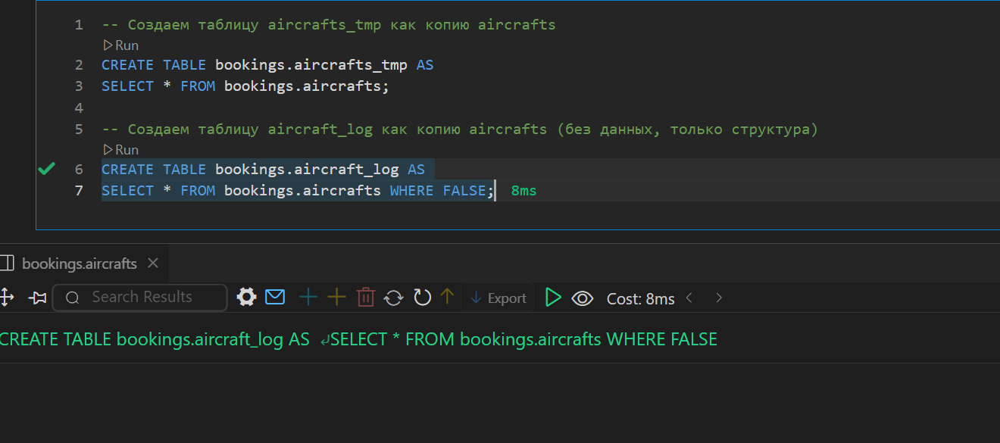 1 -- Создаем таблицу aircrafts_tmp как копию aircrafts
Run
2 CREATE TABLE bookings.aircrafts_tmp AS
3 SELECT * FROM bookings.aircrafts;
4
5 -- Создаем таблицу aircraft_log как копию aircrafts (без данных, только структура)
Run
6 CREATE TABLE bookings.aircraft_log AS
7 SELECT * FROM bookings.aircrafts WHERE FALSE; 8ms
bookings.aircrafts
Search Results Export Cost: 8ms
CREATE TABLE bookings.aircraft_log AS ↲SELECT * FROM bookings.aircrafts WHERE FALSE